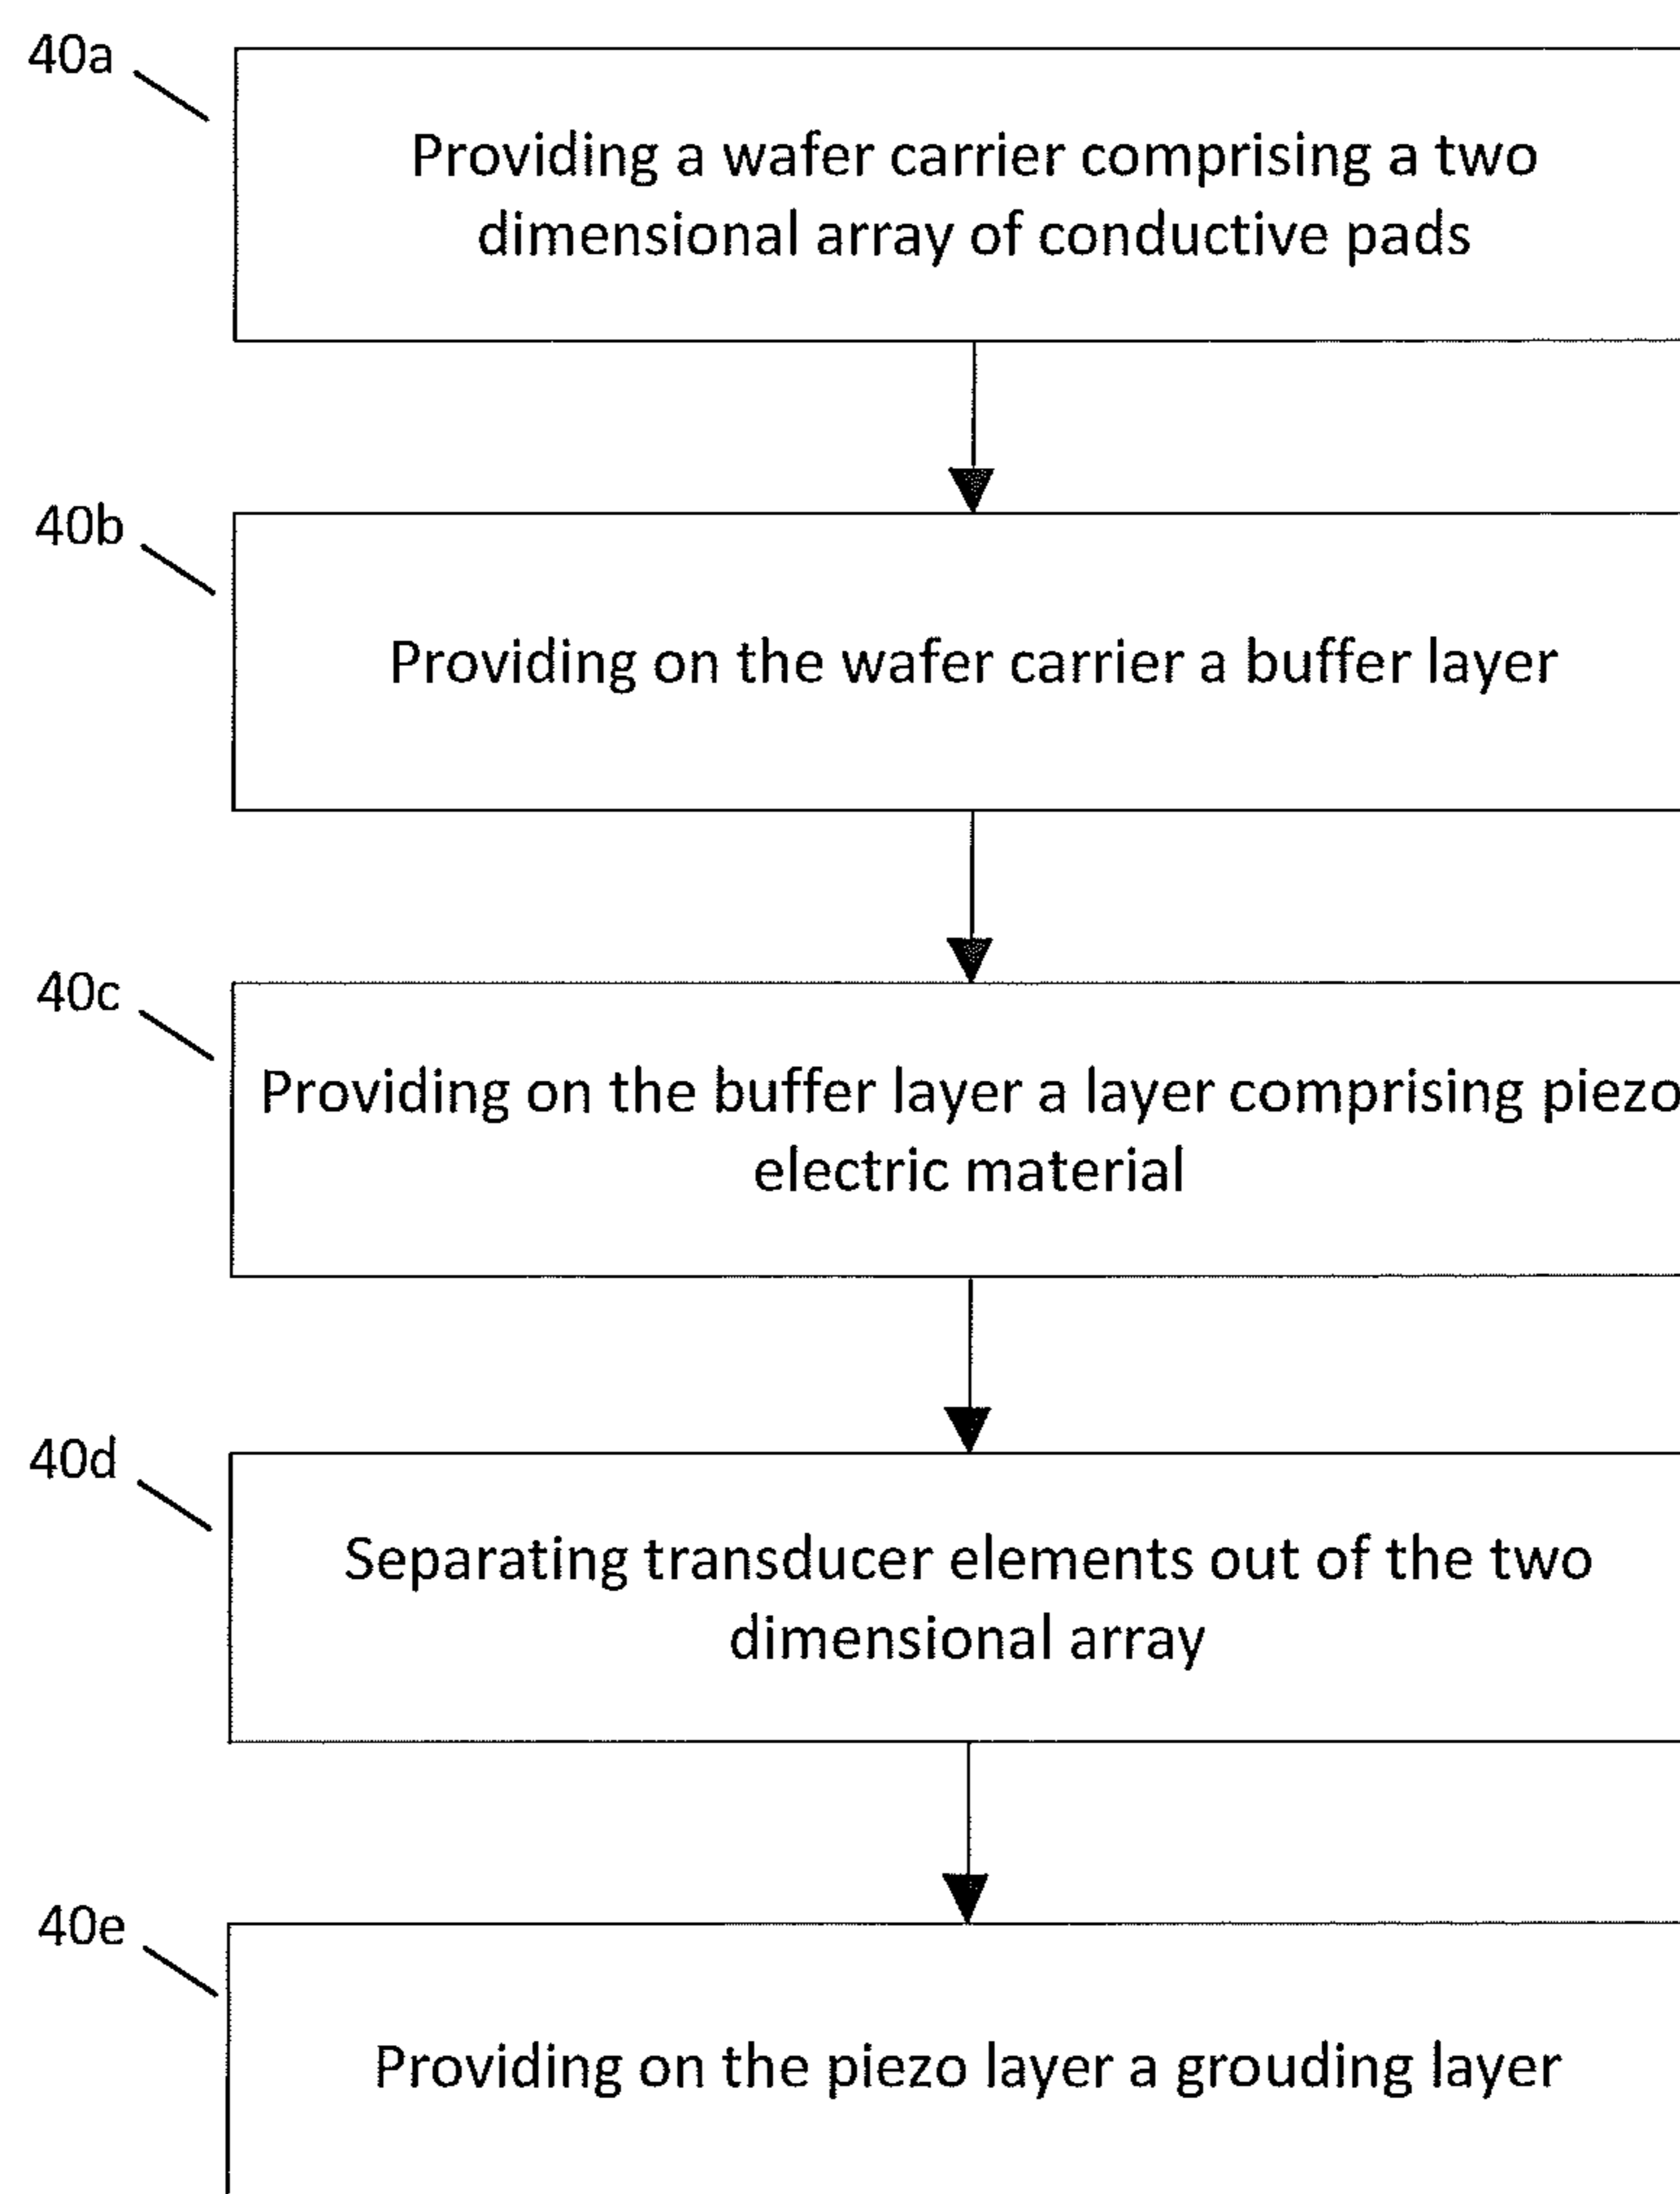 40a
Providing a wafer carrier comprising a two
dimensional array of conductive pads
40b
Providing on the wafer carrier a buffer layer
40c
Providing on the buffer layer a layer comprising piezo
electric material
40d
Separating transducer elements out of the two
dimensional array
40e
Providing on the piezo layer a grouding layer